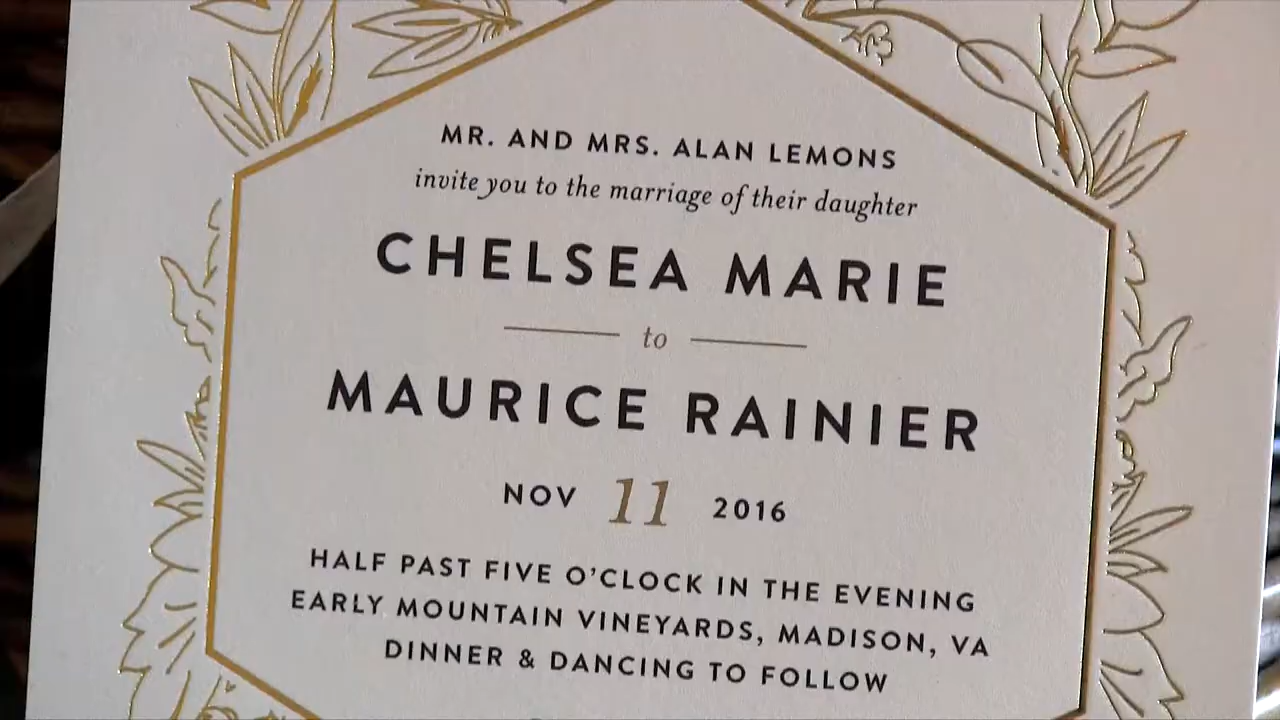 MR. AND MRS. ALAN LEMONS
invite you to the marriage of their daughter
CHELSEA MARIE
to
MAURICE RAINIER
NOV 11 2016
HALF PAST FIVE O'CLOCK IN THE EVENING
EARLY MOUNTAIN VINEYARDS, MADISON, VA
DINNER & DANCING TO FOLLOW